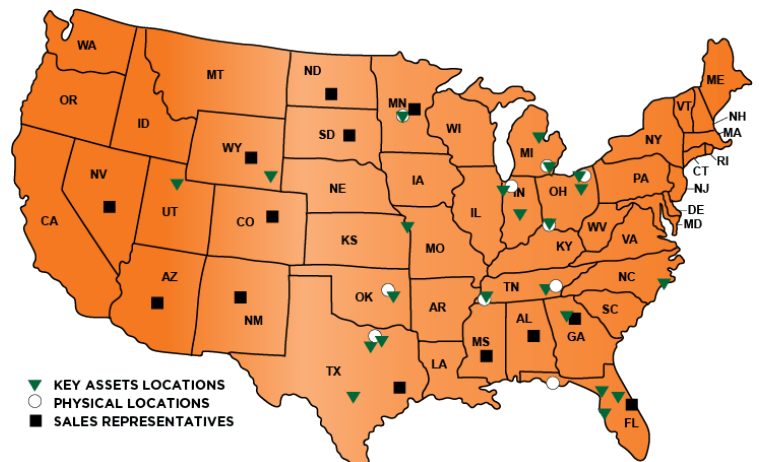 WA
MT
ND
ME
OR
ID
MN
VT
NH
SD
WI
MI
NY
MA
WY
RI
CT
NV
IA
PA
NJ
NE
IN
OH
UT
IL
DE
CA
CO
WV
MD
KS
MO
KY
VA
AZ
NC
OK
TN
AR
SC
NM
AL
MS
GA
LA
TX
FL
KEY ASSETS LOCATIONS
PHYSICAL LOCATIONS
SALES REPRESENTATIVES